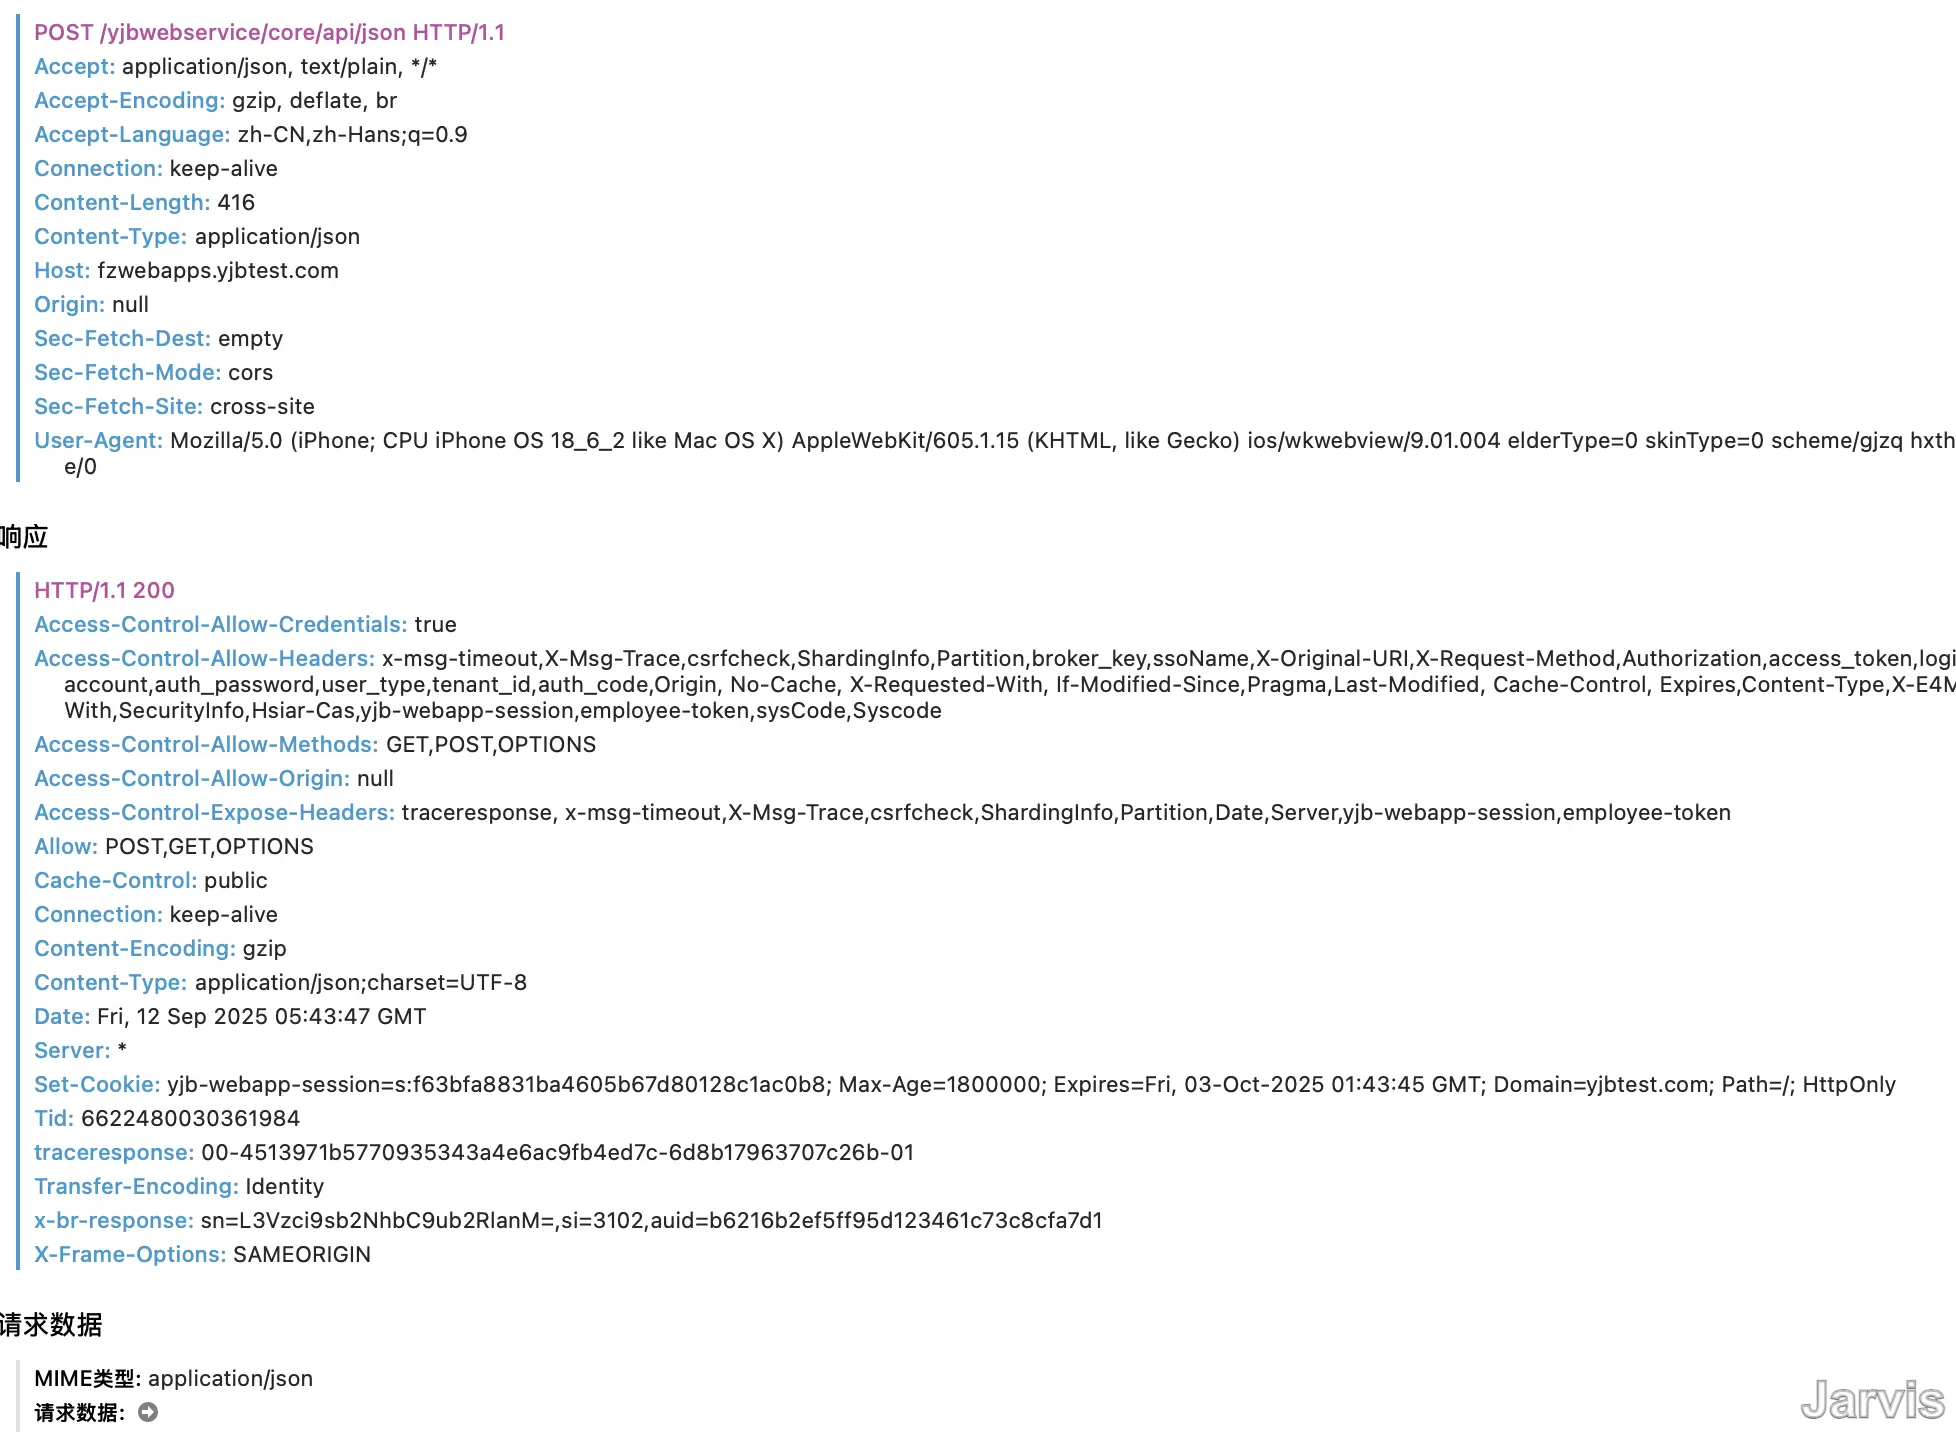 POST /yjbwebservice/core/api/json HTTP/1.1
Accept: application/json, text/plain, */*
Accept-Encoding: gzip, deflate, br
Accept-Language: zh-CN,zh-Hans;q=0.9
Connection: keep-alive
Content-Length: 416
Content-Type: application/json
Host: fzwebapps.yjbtest.com
Origin: null
Sec-Fetch-Dest: empty
Sec-Fetch-Mode: cors
Sec-Fetch-Site: cross-site
User-Agent: Mozilla/5.0 (iPhone; CPU iPhone OS 18_6_2 like Mac OS X) AppleWebKit/605.1.15 (KHTML, like Gecko) ios/wkwebview/9.01.004 elderType=0 skinType=0 scheme/gjzq hxth
e/0
响应
HTTP/1.1 200
Access-Control-Allow-Credentials: true
Access-Control-Allow-Headers: x-msg-timeout,X-Msg-Trace,csrfcheck,ShardingInfo,Partition,broker_key,ssoName,X-Original-URI,X-Request-Method,Authorization,access_token,logi
account,auth_password,user_type,tenant_id,auth_code,Origin, No-Cache, X-Requested-With, If-Modified-Since,Pragma,Last-Modified, Cache-Control, Expires,Content-Type,X-E4M
With,SecurityInfo,Hsiar-Cas,yjb-webapp-session,employee-token,sysCode,Syscode
Access-Control-Allow-Methods: GET,POST,OPTIONS
Access-Control-Allow-Origin: null
Access-Control-Expose-Headers: traceresponse, x-msg-timeout,X-Msg-Trace,csrfcheck,ShardingInfo,Partition,Date,Server,yjb-webapp-session,employee-token
Allow: POST,GET,OPTIONS
Cache-Control: public
Connection: keep-alive
Content-Encoding: gzip
Content-Type: application/json;charset=UTF-8
Date: Fri, 12 Sep 2025 05:43:47 GMT
Server: *
Set-Cookie: yjb-webapp-session=s:f63bfa8831ba4605b67d80128c1ac0b8; Max-Age=1800000; Expires=Fri, 03-Oct-2025 01:43:45 GMT; Domain=yjbtest.com; Path=/; HttpOnly
Tid: 6622480030361984
traceresponse: 00-4513971b5770935343a4e6ac9fb4ed7c-6d8b17963707c26b-01
Transfer-Encoding: Identity
x-br-response: sn=L3Vzci9sb2NhbC9ub2RlanM=,si=3102,auid=b6216b2ef5ff95d123461c73c8cfa7d1
X-Frame-Options: SAMEORIGIN
请求数据
MIME类型: application/json
请求数据:
Jarvis